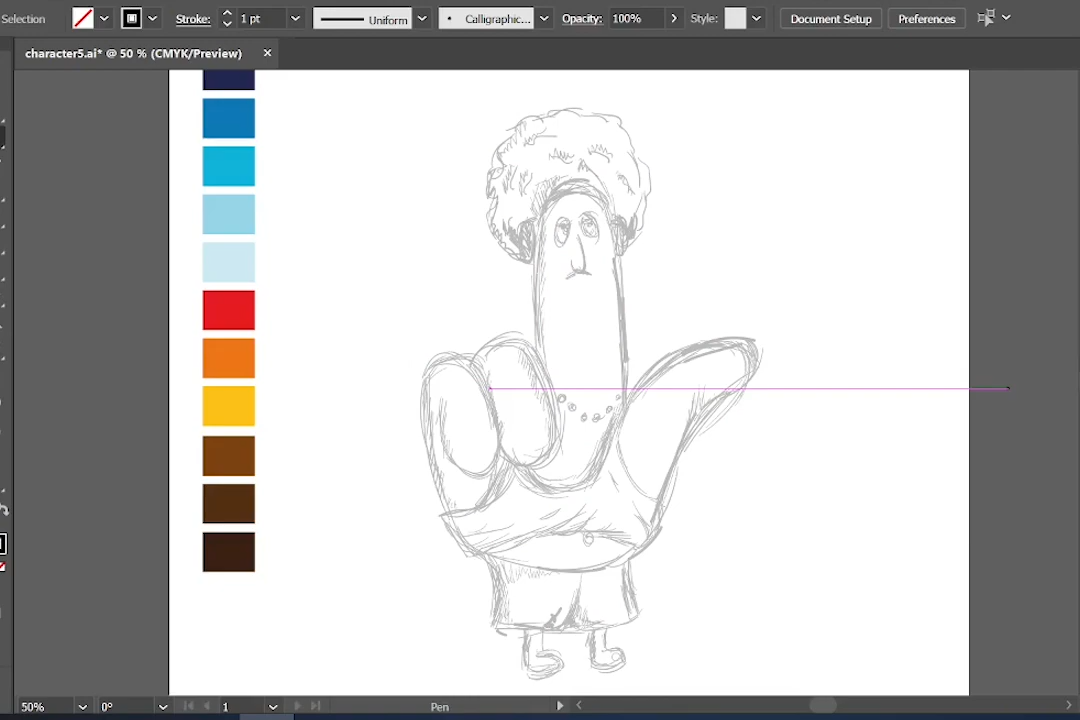 Selection Stroke: 1 pt Uniform Calligraphic... Opacity: 100% Style: Document Setup Preferences
character5.ai* @ 50 % (CMYK/Preview) ×
50% 0° 1 Pen